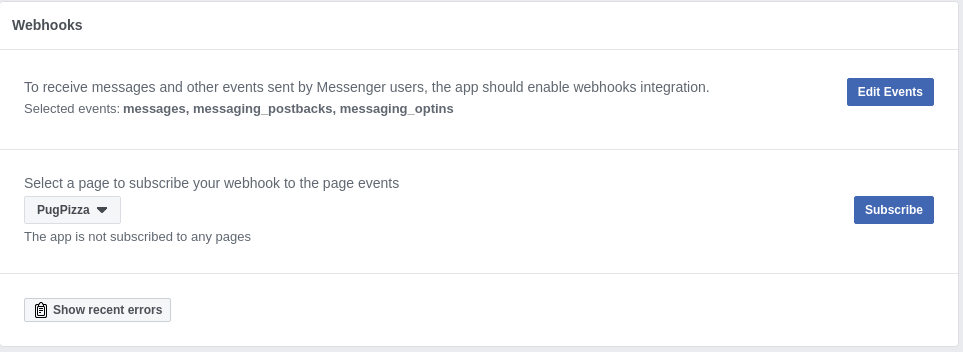 Webhooks
To receive messages and other events sent by Messenger users, the app should enable webhooks integration.
Edit Events
Selected events: messages, messaging_postbacks, messaging_optins
Select a page to subscribe your webhook to the page events
PugPizza
Subscribe
The app is not subscribed to any pages
Show recent errors